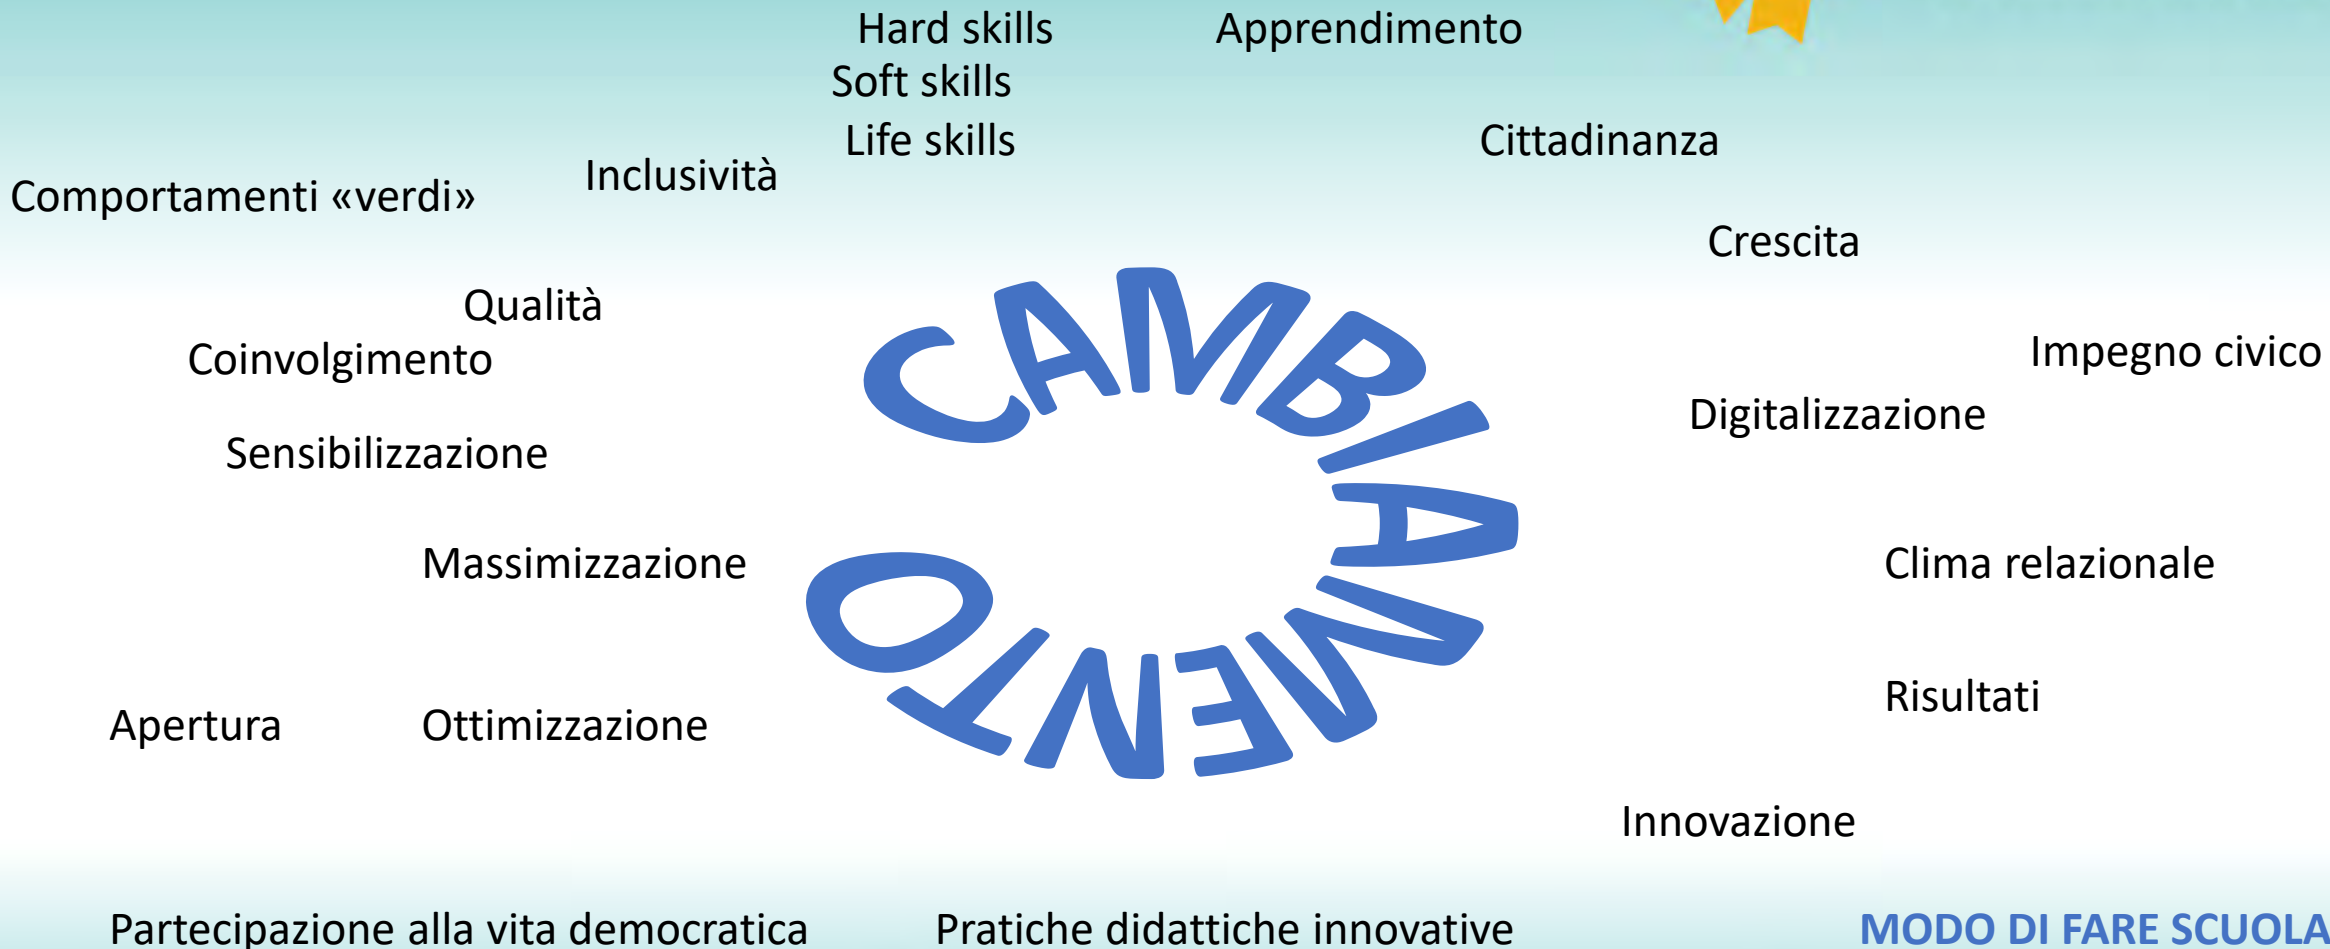 Hard skills
Apprendimento
Soft skills
Life skills
Cittadinanza
Inclusività
Comportamenti «verdi»
Crescita
Qualità
Coinvolgimento
Impegno civico
CAMBIAMENTO
Digitalizzazione
Sensibilizzazione
Massimizzazione
Clima relazionale
Risultati
Apertura
Ottimizzazione
Innovazione
Partecipazione alla vita democratica
Pratiche didattiche innovative
MODO DI FARE SCUOLA